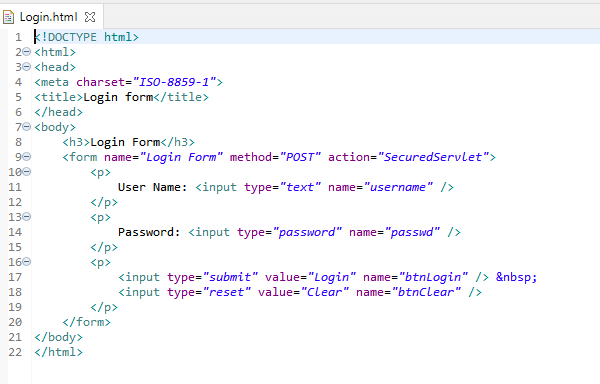 Login.html
1 <!DOCTYPE html>
2 <html>
3 <head>
4 <meta charset="ISO-8859-1">
5 <title>Login form</title>
6 </head>
7 <body>
8     <h3>Login Form</h3>
9     <form name="Login Form" method="POST" action="SecuredServlet">
10         <p>
11             User Name: <input type="text" name="username" />
12         </p>
13         <p>
14             Password: <input type="password" name="passwd" />
15         </p>
16         <p>
17             <input type="submit" value="Login" name="btnLogin" /> &nbsp;
18             <input type="reset" value="Clear" name="btnClear" />
19         </p>
20     </form>
21 </body>
22 </html>